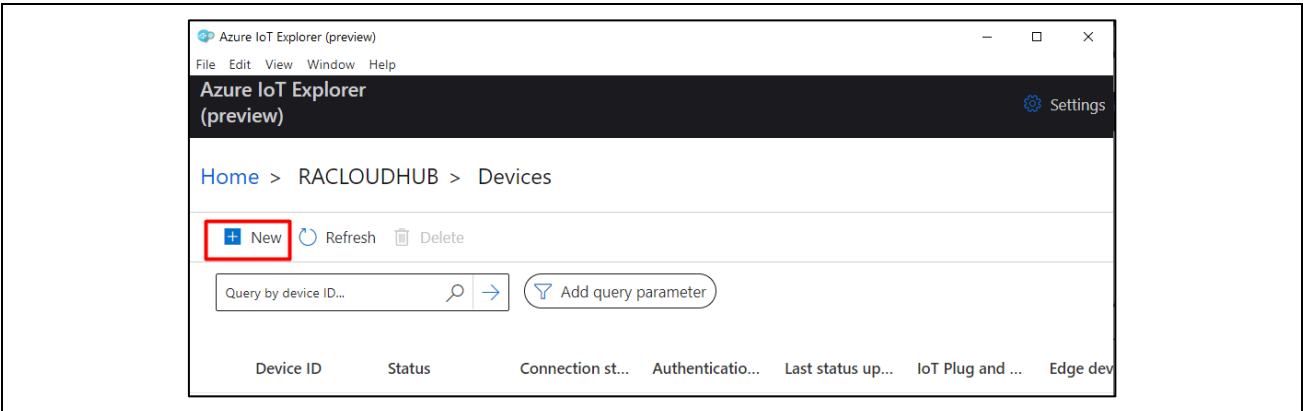 Azure IoT Explorer (preview)
File Edit View Window Help
Azure IoT Explorer
(preview)
Settings
Home > RACLOUDHUB > Devices
New Refresh Delete
Query by device ID... Add query parameter
Device ID Status Connection st... Authenticatio... Last status up... IoT Plug and ... Edge dev